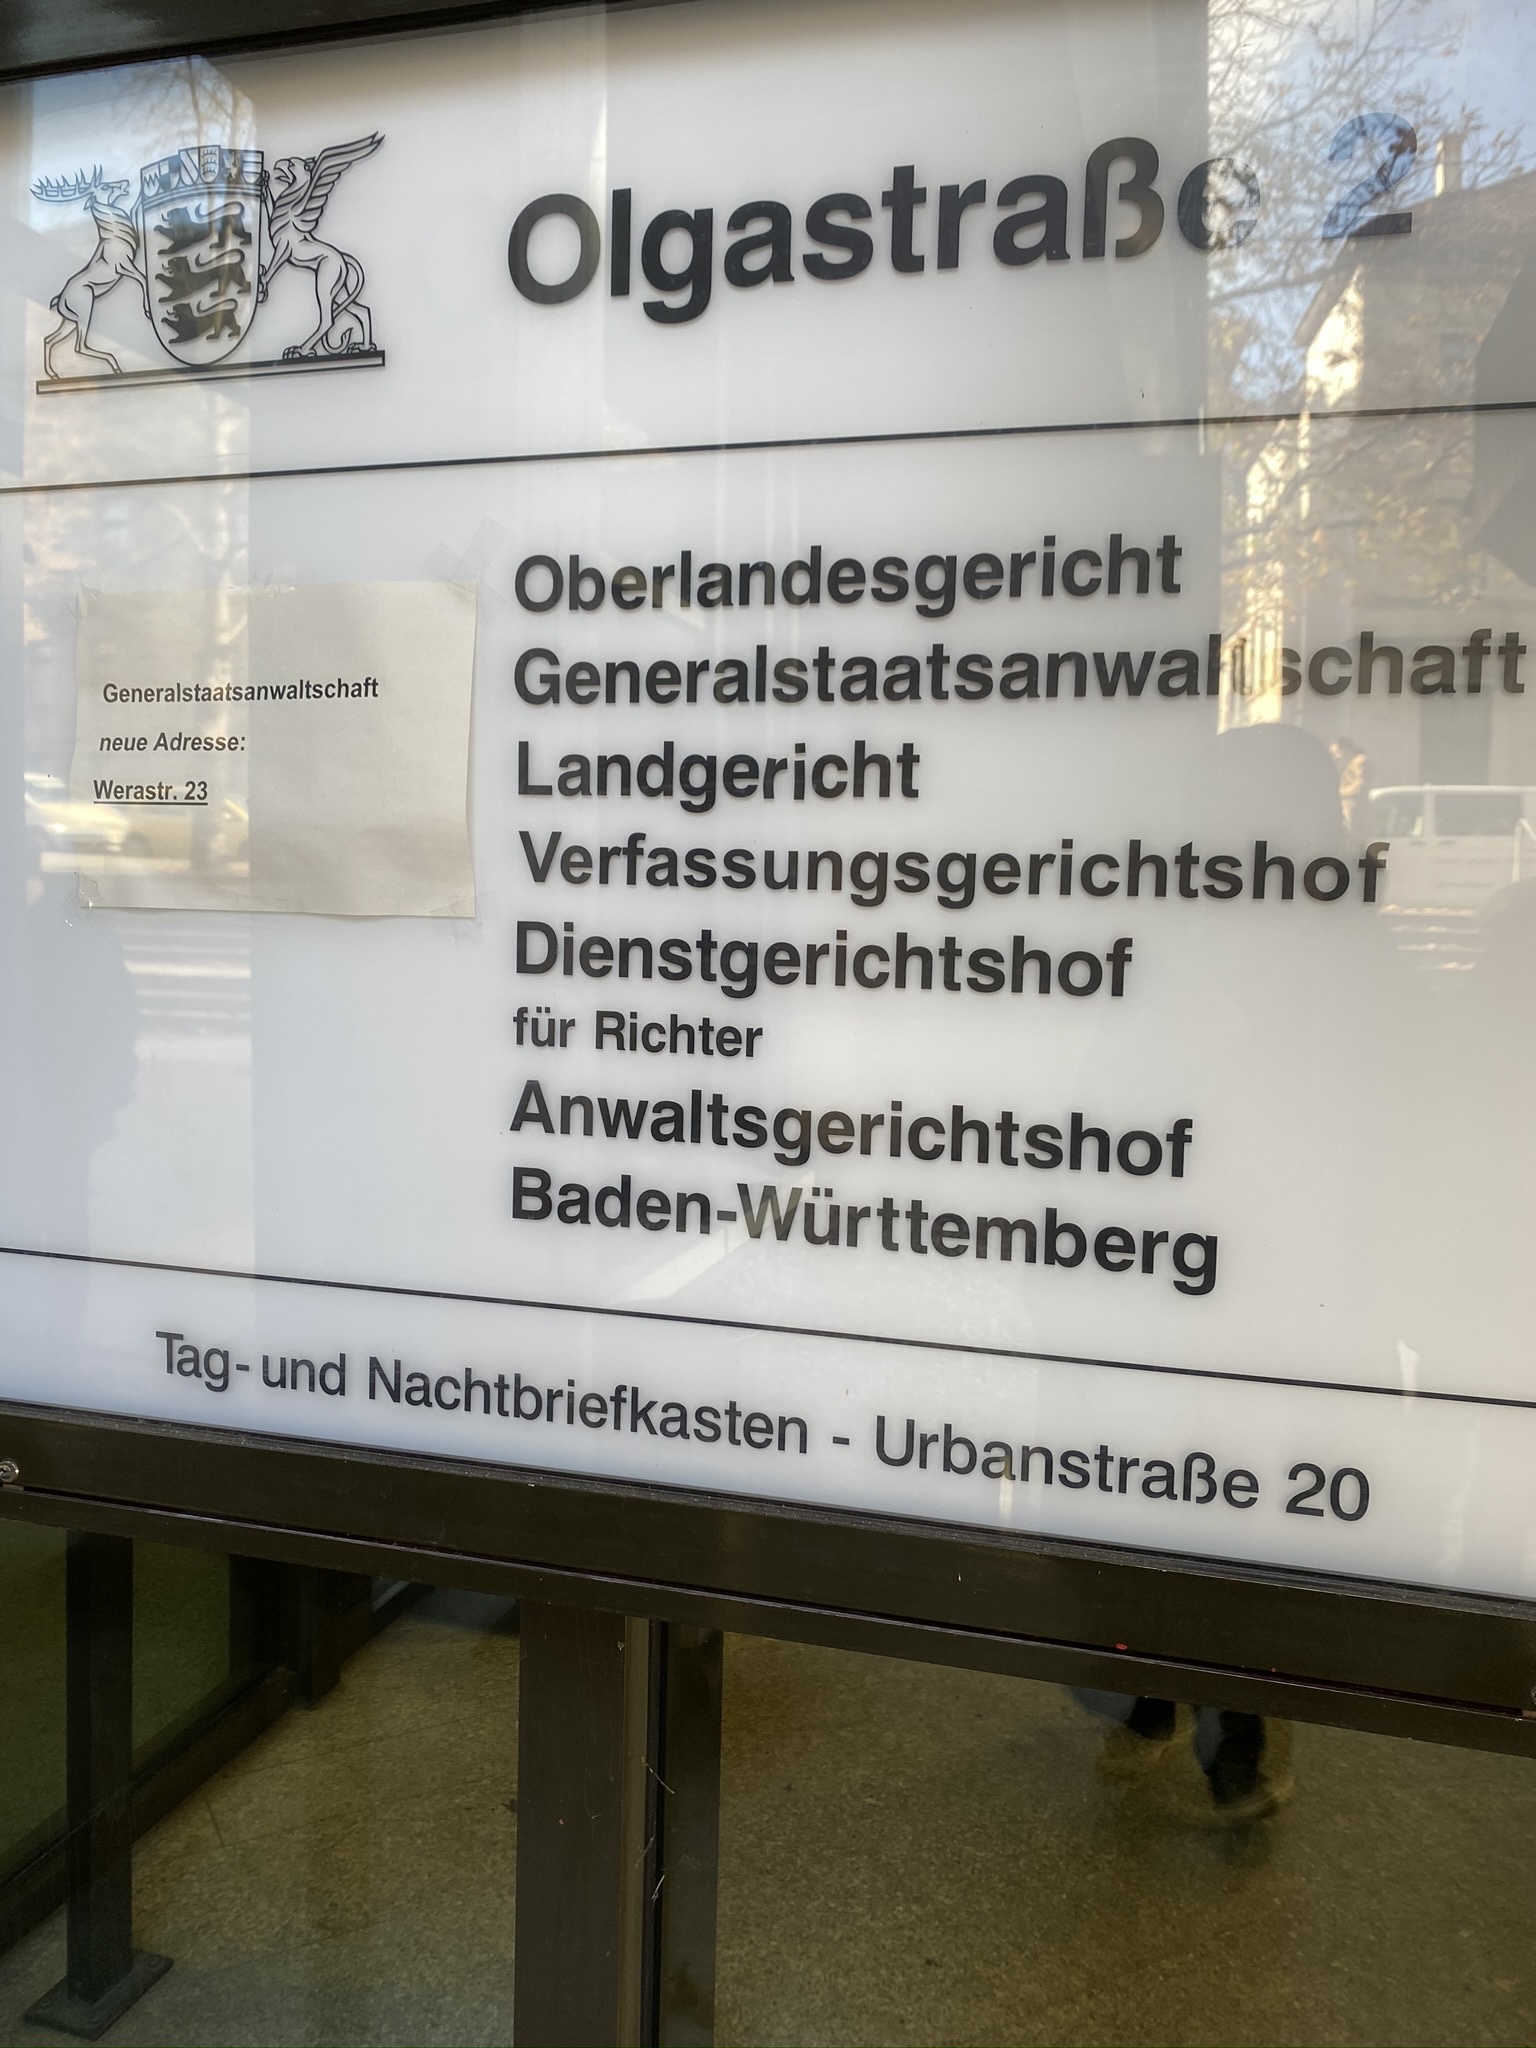 Olgastraße 2
Oberlandesgericht
Generalstaatsanwaltschaft
Landgericht
Verfassungsgerichtshof
Dienstgerichtshof
für Richter
Anwaltsgerichtshof
Baden-Württemberg
Generalstaatsanwaltschaft
neue Adresse:
Werastr. 23
Tag- und Nachtbriefkasten - Urbanstraße 20